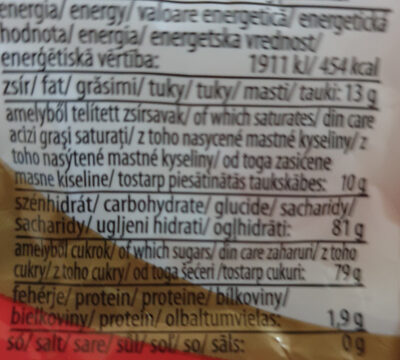 energia/ energy/ valoare energetică/ energetická
hodnota/ energia/ energetska vrednost/
enerģētiskā vērtība: 1911 kJ/ 454 kcal
zsír/ fat/ grăsimi/ tuky/ tuky/ masti/ tauki: 13 g
amelyből telített zsírsavak/ of which saturates/ din care
acizi grași saturați/ z toho nasycené mastné kyseliny/ z
toho nasýtené mastné kyseliny/ od toga zasićene
masne kiseline/ tostarp piesātinātās taukskābes: 10 g
szénhidrát/ carbohydrate/ glucide/ sacharidy/
sacharidy/ ugljeni hidrati/ ogļhidrāti: 81 g
amelyből cukrok/ of which sugars/ din care zaharuri/ z toho
cukry/ z toho cukry/ od toga šećeri /tostarp cukuri: 79 g
fehérje/ protein/ proteine/ bílkoviny/
bielkoviny/ protein/ olbaltumvielas: 1,9 g
só/ salt/ sare/ sůl/ soľ/ so/ sāls: 0 g